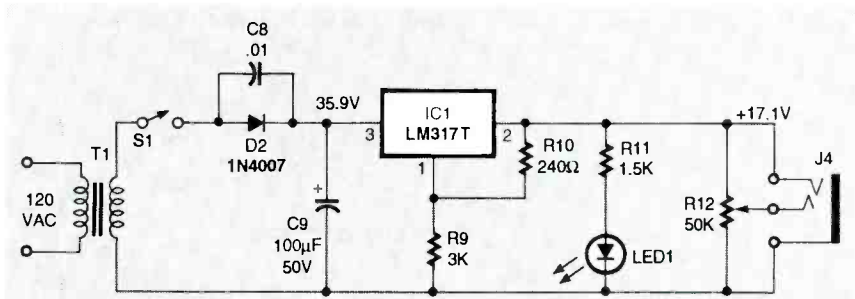 C8
.01
S1
D2
1N4007
35.9V
3
IC1
LM317T
2
1
R10
240Ω
R11
1.5K
+17.1V
J4
T1
120
VAC
+
C9
100µF
50V
R9
3K
LED1
R12
50K